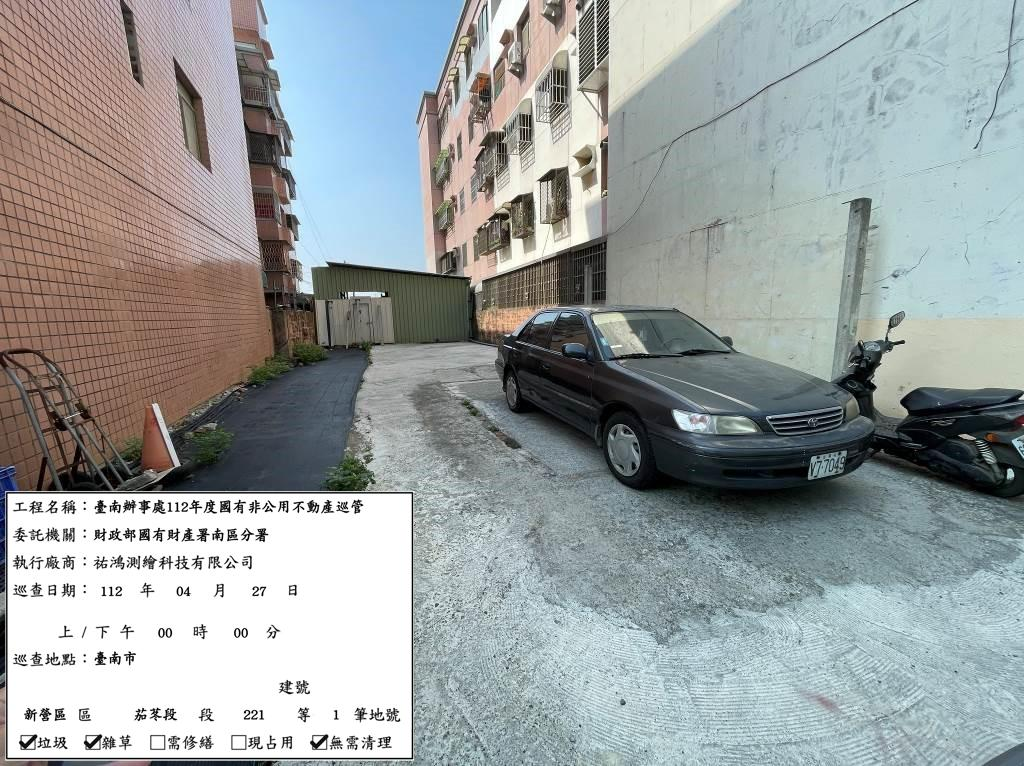 V7-7049
工程名稱：臺南辦事處112年度國有非公用不動產巡管
委託機關：財政部國有財產署南區分署
執行廠商：祐鴻測繪科技有限公司
巡查日期： 112 年 04 月 27 日
上 / 下 午 00 時 00 分
巡查地點：臺南市
建號
新營區 區 茄苳段 段 221 等 1 筆地號
☑垃圾 ☑雜草 ☐需修繕 ☐現占用 ☑無需清理